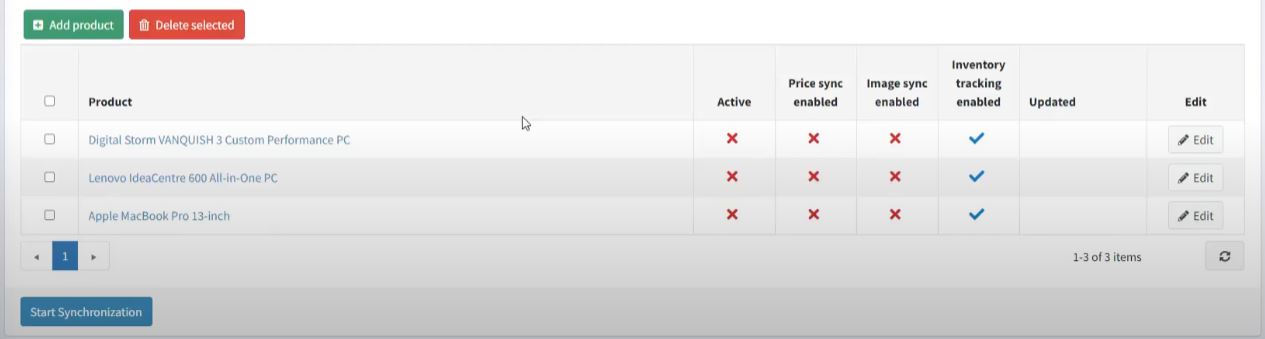 Add product Delete selected
Product Active Price sync enabled Image sync enabled Inventory tracking enabled Updated Edit
Digital Storm VANQUISH 3 Custom Performance PC Edit
Lenovo IdeaCentre 600 All-in-One PC Edit
Apple MacBook Pro 13-inch Edit
1 1-3 of 3 items
Start Synchronization